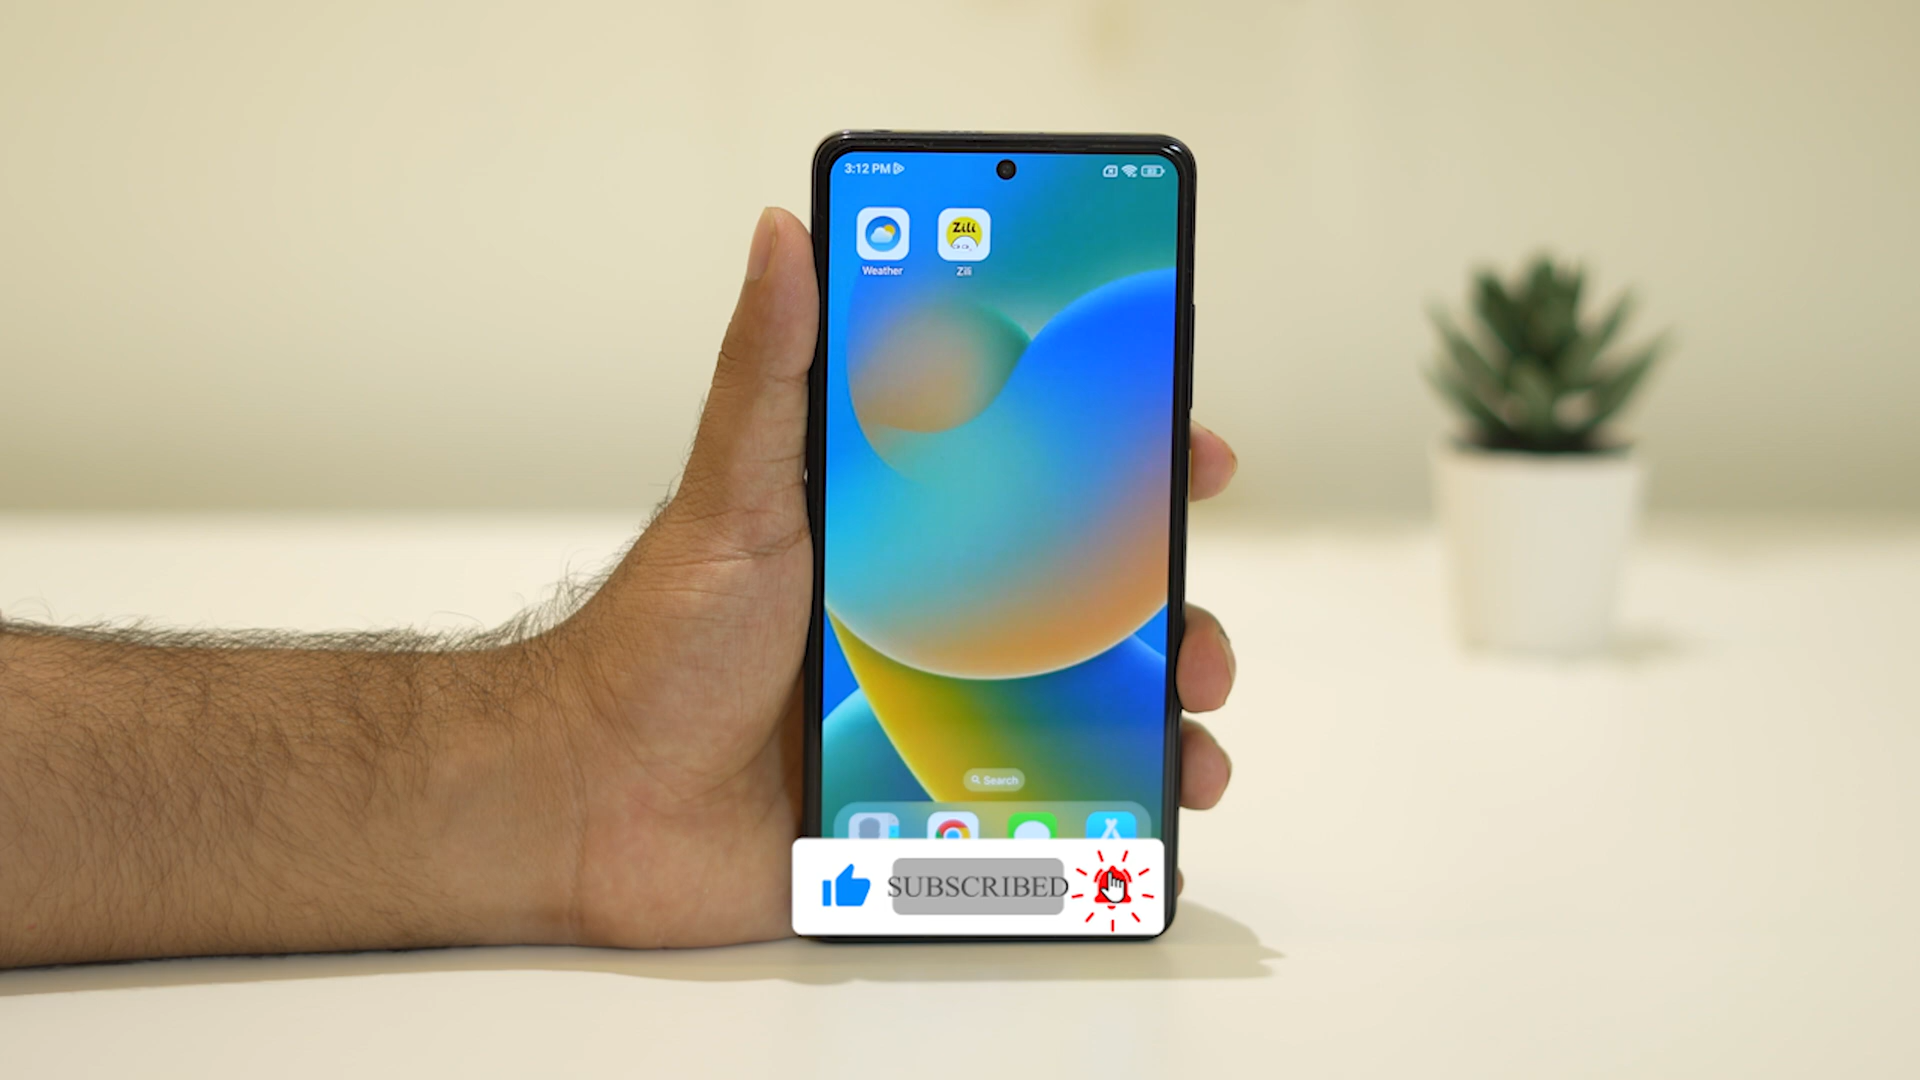 3:12 PM
Zili
Weather
Zili
Search
SUBSCRIBED